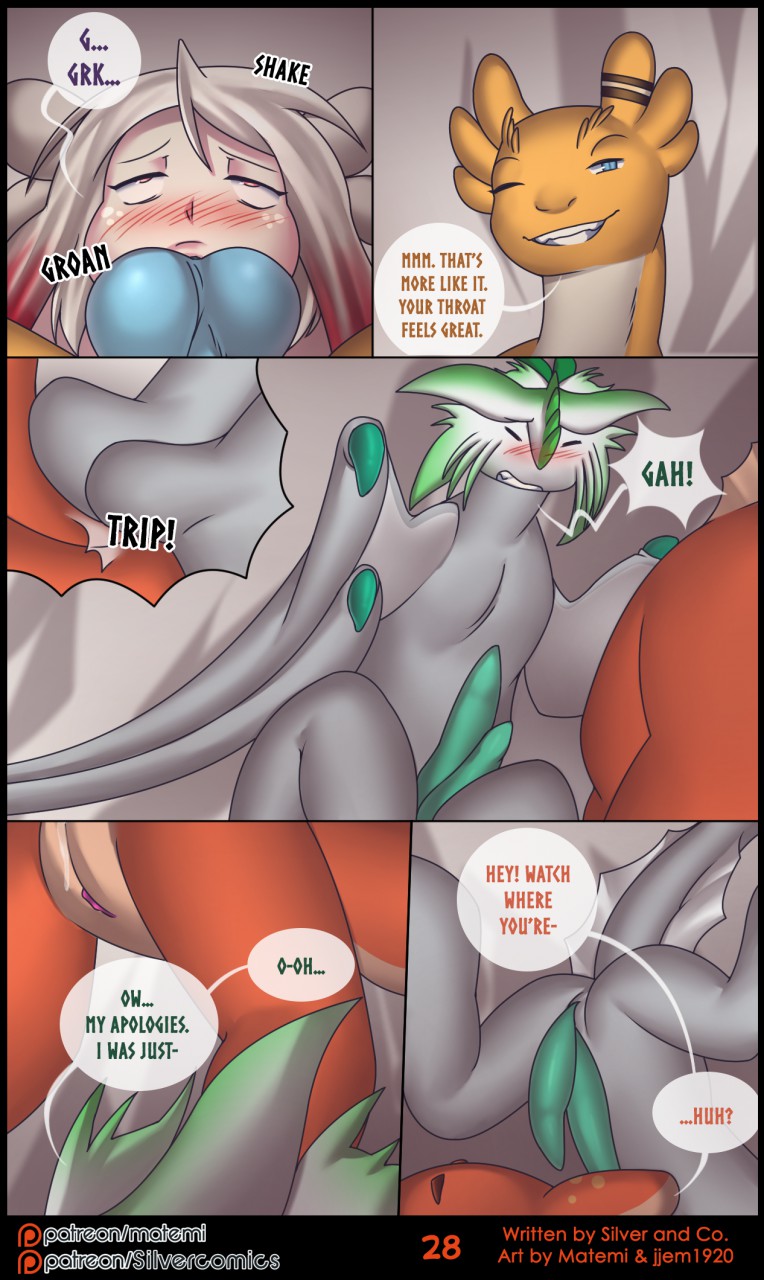 G...
GRK...
SHAKE
GROAN
MMM. THAT'S
MORE LIKE IT.
YOUR THROAT
FEELS GREAT.
TRIP!
GAH!
O-OH...
OW...
MY APOLOGIES.
I WAS JUST-
HEY! WATCH
WHERE
YOU'RE-
...HUH?
patreon/matemi
patreon/Silvercomics
28
Written by Silver and Co.
Art by Matemi & jjem1920